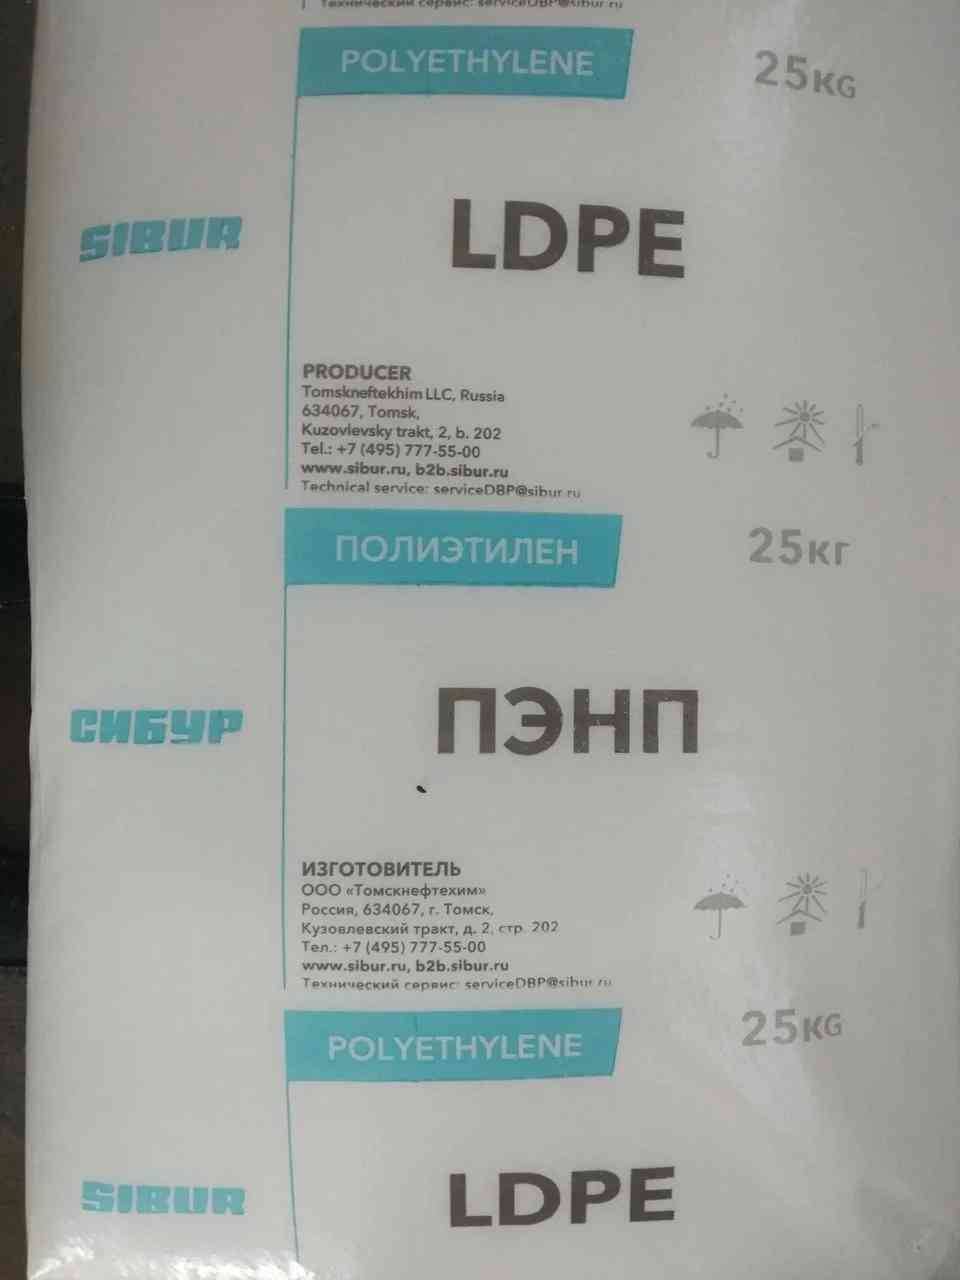 Технический сервис: serviceDBP@sibur.ru
POLYETHYLENE
25KG
LDPE
SIBUR
PRODUCER
Tomskneftekhim LLC, Russia
634067, Tomsk,
Kuzovlevsky trakt, 2, b. 202
Tel.: +7 (495) 777-55-00
www.sibur.ru, b2b.sibur.ru
Technical service: serviceDBP@sibur.ru
ПОЛИЭТИЛЕН
25кг
ПЭНП
СИБУР
ИЗГОТОВИТЕЛЬ
ООО «Томскнефтехим»
Россия, 634067, г. Томск,
Кузовлевский тракт, д. 2, стр. 202
Тел.: +7 (495) 777-55-00
www.sibur.ru, b2b.sibur.ru
Технический сервис: serviceDBP@sibur.ru
POLYETHYLENE
25KG
LDPE
SIBUR